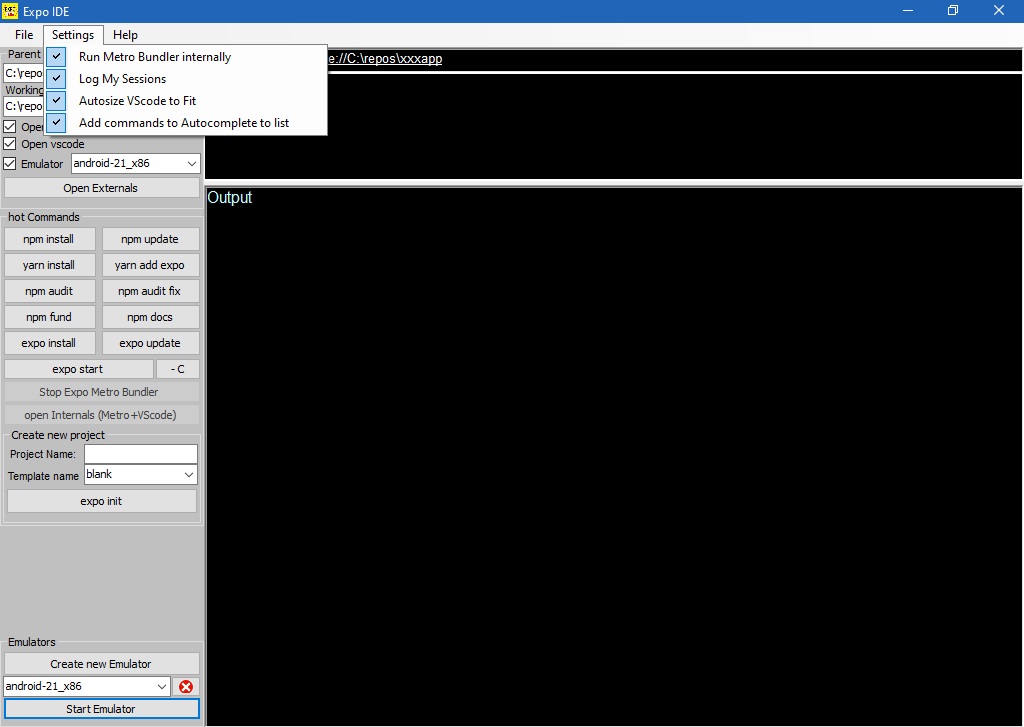 Expo IDE
File Settings Help
Run Metro Bundler internally
Log My Sessions
Autosize VScode to Fit
Add commands to Autocomplete to list
Parent
C:\repo
Working
C:\repo
e://C:\repos\xxxapp
Open
Open vscode
Emulator android-21_x86
Open Externals
Output
hot Commands
npm install npm update
yarn install yarn add expo
npm audit npm audit fix
npm fund npm docs
expo install expo update
expo start - C
Stop Expo Metro Bundler
open Internals (Metro+VScode)
Create new project
Project Name:
Template name blank
expo init
Emulators
Create new Emulator
android-21_x86
Start Emulator